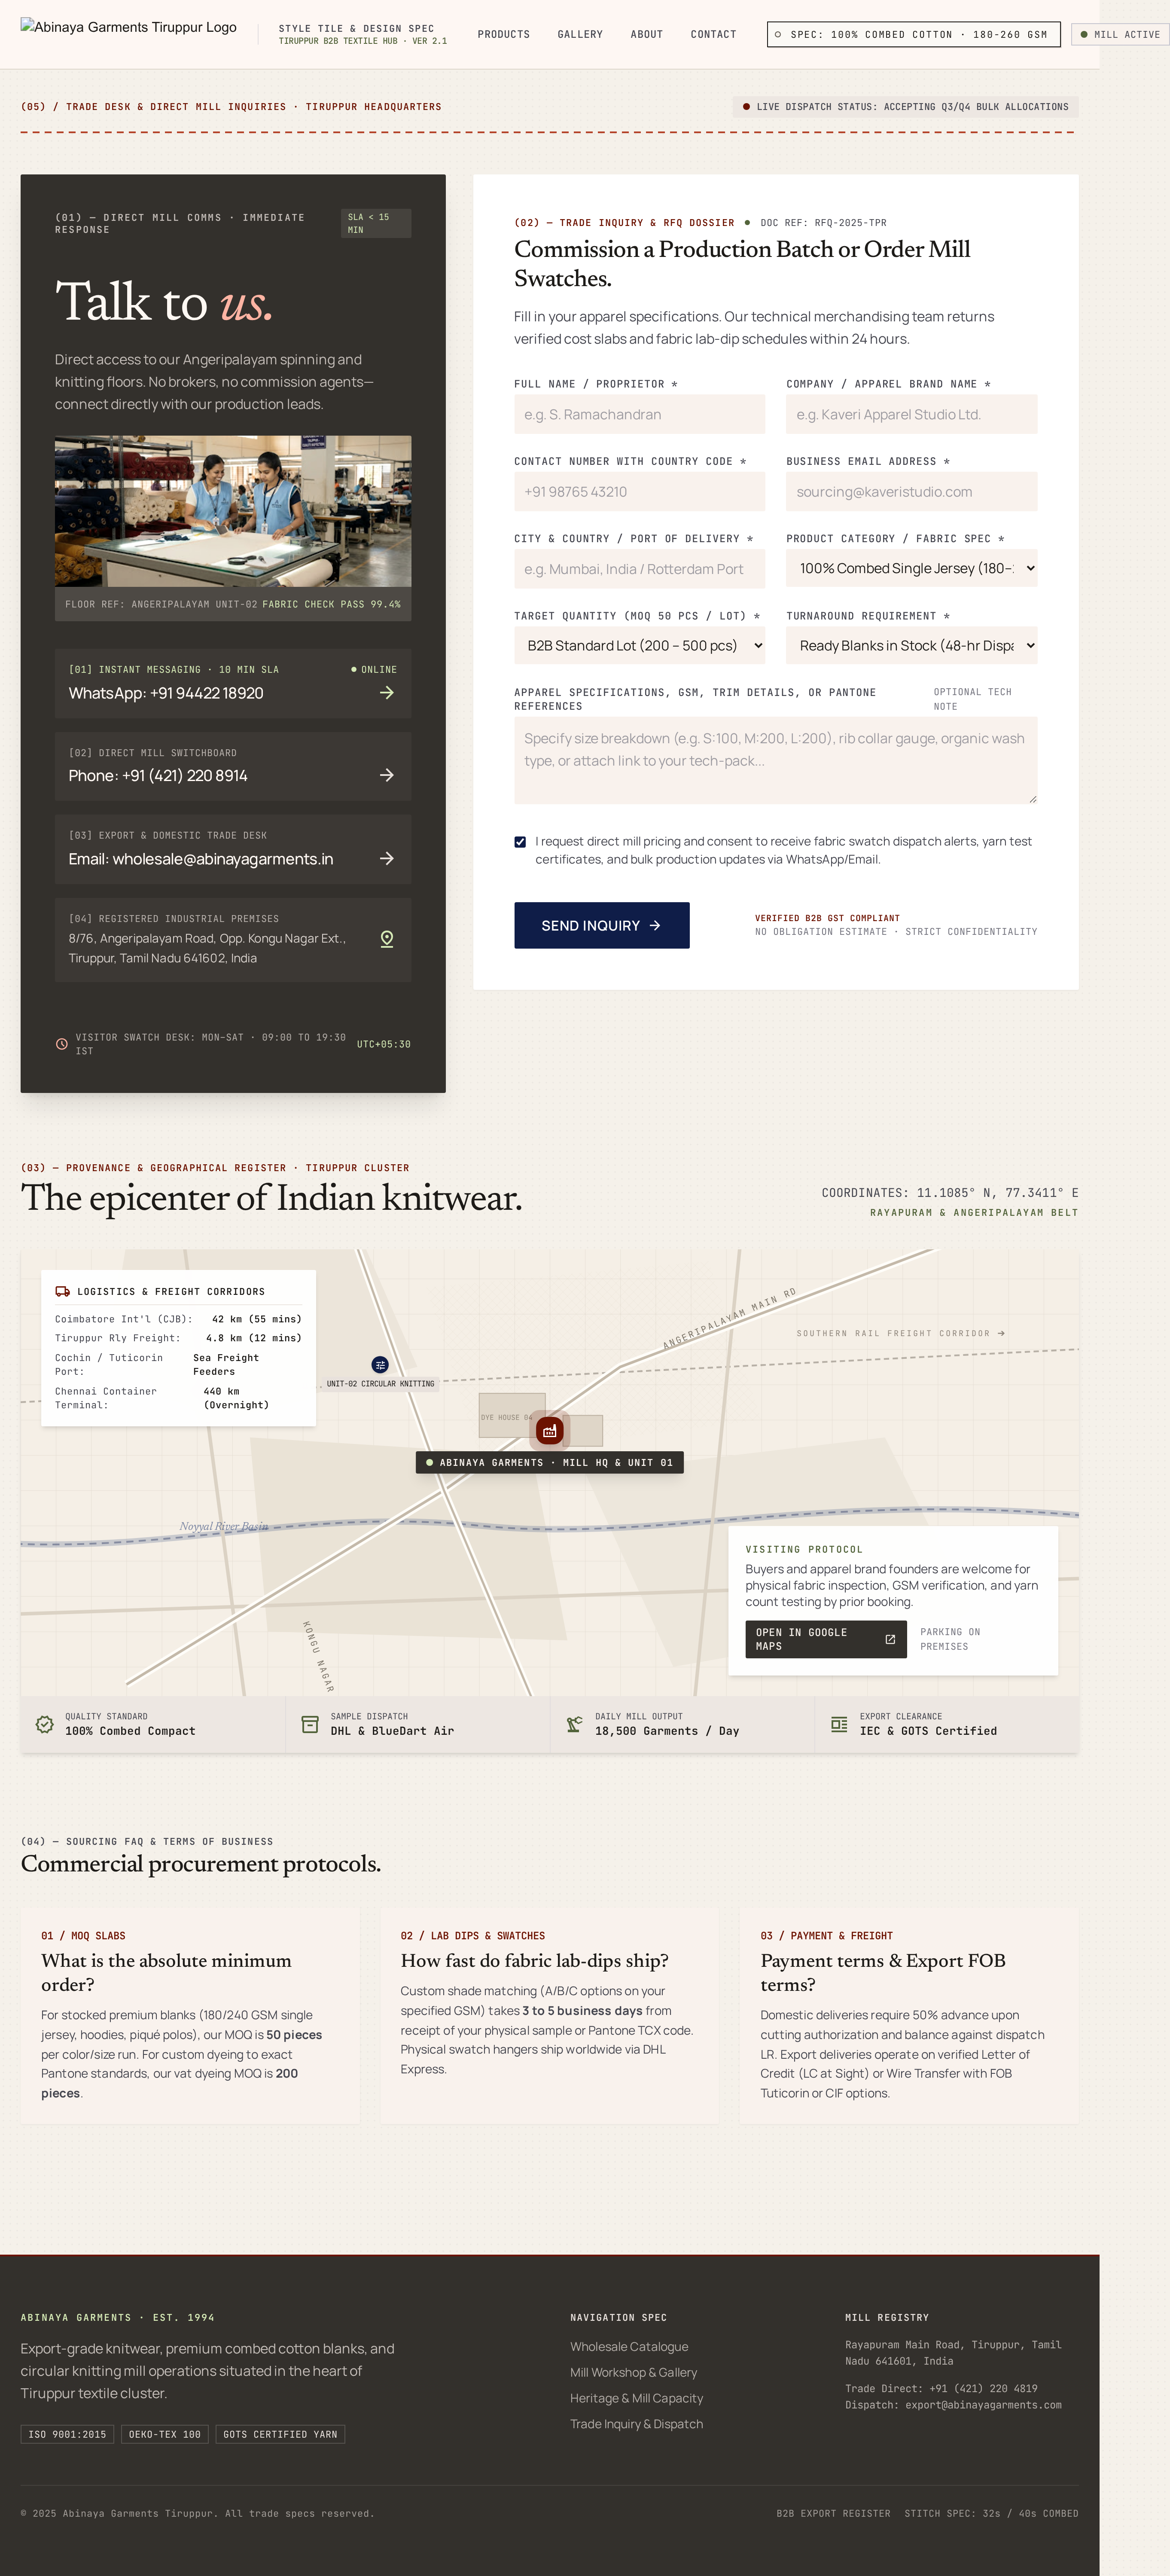 Abinaya Garments Tiruppur Logo
STYLE TILE & DESIGN SPEC
TIRUPPUR B2B TEXTILE HUB · VER 2.1
PRODUCTS
GALLERY
ABOUT
CONTACT
SPEC: 100% COMBED COTTON · 180-260 GSM
MILL ACTIVE
(05) / TRADE DESK & DIRECT MILL INQUIRIES · TIRUPPUR HEADQUARTERS
LIVE DISPATCH STATUS: ACCEPTING Q3/Q4 BULK ALLOCATIONS
(01) — DIRECT MILL COMMS · IMMEDIATE
RESPONSE
SLA < 15
MIN
Talk to us.
Direct access to our Angeripalayam spinning and
knitting floors. No brokers, no commission agents—
connect directly with our production leads.
FLOOR REF: ANGERIPALAYAM UNIT-02
FABRIC CHECK PASS 99.4%
[01] INSTANT MESSAGING · 10 MIN SLA
ONLINE
WhatsApp: +91 94422 18920
[02] DIRECT MILL SWITCHBOARD
Phone: +91 (421) 220 8914
[03] EXPORT & DOMESTIC TRADE DESK
Email: wholesale@abinayagarments.in
[04] REGISTERED INDUSTRIAL PREMISES
8/76, Angeripalayam Road, Opp. Kongu Nagar Ext.,
Tiruppur, Tamil Nadu 641602, India
VISITOR SWATCH DESK: MON–SAT · 09:00 TO 19:30
IST
UTC+05:30
(02) — TRADE INQUIRY & RFQ DOSSIER
DOC REF: RFQ-2025-TPR
Commission a Production Batch or Order Mill
Swatches.
Fill in your apparel specifications. Our technical merchandising team returns
verified cost slabs and fabric lab-dip schedules within 24 hours.
FULL NAME / PROPRIETOR *
COMPANY / APPAREL BRAND NAME *
e.g. S. Ramachandran
e.g. Kaveri Apparel Studio Ltd.
CONTACT NUMBER WITH COUNTRY CODE *
BUSINESS EMAIL ADDRESS *
+91 98765 43210
sourcing@kaveristudio.com
CITY & COUNTRY / PORT OF DELIVERY *
PRODUCT CATEGORY / FABRIC SPEC *
e.g. Mumbai, India / Rotterdam Port
100% Combed Single Jersey (180–
TARGET QUANTITY (MOQ 50 PCS / LOT) *
TURNAROUND REQUIREMENT *
B2B Standard Lot (200 – 500 pcs)
Ready Blanks in Stock (48-hr Dispa
APPAREL SPECIFICATIONS, GSM, TRIM DETAILS, OR PANTONE
REFERENCES
OPTIONAL TECH
NOTE
Specify size breakdown (e.g. S:100, M:200, L:200), rib collar gauge, organic wash
type, or attach link to your tech-pack...
I request direct mill pricing and consent to receive fabric swatch dispatch alerts, yarn test
certificates, and bulk production updates via WhatsApp/Email.
SEND INQUIRY
VERIFIED B2B GST COMPLIANT
NO OBLIGATION ESTIMATE · STRICT CONFIDENTIALITY
(03) — PROVENANCE & GEOGRAPHICAL REGISTER · TIRUPPUR CLUSTER
The epicenter of Indian knitwear.
COORDINATES: 11.1085° N, 77.3411° E
RAYAPURAM & ANGERIPALAYAM BELT
LOGISTICS & FREIGHT CORRIDORS
Coimbatore Int'l (CJB): 42 km (55 mins)
Tiruppur Rly Freight: 4.8 km (12 mins)
Cochin / Tuticorin
Port:
Sea Freight
Feeders
Chennai Container
Terminal:
440 km
(Overnight)
ANGERIPALAYAM MAIN RD
SOUTHERN RAIL FREIGHT CORRIDOR →
UNIT-02 CIRCULAR KNITTING
DYE HOUSE 04
ABINAYA GARMENTS · MILL HQ & UNIT 01
Noyyal River Basin
KONGU NAGAR
VISITING PROTOCOL
Buyers and apparel brand founders are welcome for
physical fabric inspection, GSM verification, and yarn
count testing by prior booking.
OPEN IN GOOGLE
MAPS
PARKING ON
PREMISES
QUALITY STANDARD
100% Combed Compact
SAMPLE DISPATCH
DHL & BlueDart Air
DAILY MILL OUTPUT
18,500 Garments / Day
EXPORT CLEARANCE
IEC & GOTS Certified
(04) — SOURCING FAQ & TERMS OF BUSINESS
Commercial procurement protocols.
01 / MOQ SLABS
What is the absolute minimum
order?
For stocked premium blanks (180/240 GSM single
jersey, hoodies, piqué polos), our MOQ is 50 pieces
per color/size run. For custom dyeing to exact
Pantone standards, our vat dyeing MOQ is 200
pieces.
02 / LAB DIPS & SWATCHES
How fast do fabric lab-dips ship?
Custom shade matching (A/B/C options on your
specified GSM) takes 3 to 5 business days from
receipt of your physical sample or Pantone TCX code.
Physical swatch hangers ship worldwide via DHL
Express.
03 / PAYMENT & FREIGHT
Payment terms & Export FOB
terms?
Domestic deliveries require 50% advance upon
cutting authorization and balance against dispatch
LR. Export deliveries operate on verified Letter of
Credit (LC at Sight) or Wire Transfer with FOB
Tuticorin or CIF options.
ABINAYA GARMENTS · EST. 1994
Export-grade knitwear, premium combed cotton blanks, and
circular knitting mill operations situated in the heart of
Tiruppur textile cluster.
ISO 9001:2015
OEKO-TEX 100
GOTS CERTIFIED YARN
NAVIGATION SPEC
Wholesale Catalogue
Mill Workshop & Gallery
Heritage & Mill Capacity
Trade Inquiry & Dispatch
MILL REGISTRY
Rayapuram Main Road, Tiruppur, Tamil
Nadu 641601, India
Trade Direct: +91 (421) 220 4819
Dispatch: export@abinayagarments.com
© 2025 Abinaya Garments Tiruppur. All trade specs reserved.
B2B EXPORT REGISTER
STITCH SPEC: 32s / 40s COMBED